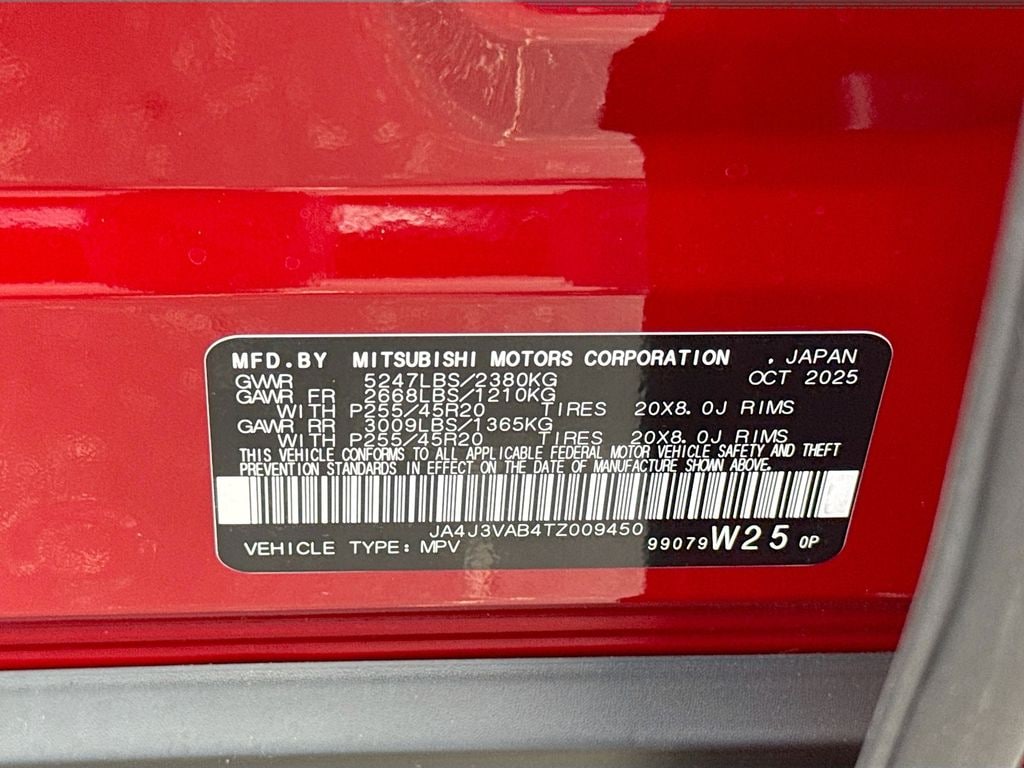 MFD.BY MITSUBISHI MOTORS CORPORATION . JAPAN
GVWR 5247LBS/2380KG OCT 2025
GAWR FR 2668LBS/1210KG
WITH P255/45R20 TIRES 20X8.0J RIMS
GAWR RR 3009LBS/1365KG
WITH P255/45R20 TIRES 20X8.0J RIMS
THIS VEHICLE CONFORMS TO ALL APPLICABLE FEDERAL MOTOR VEHICLE SAFETY AND THEFT
PREVENTION STANDARDS IN EFFECT ON THE DATE OF MANUFACTURE SHOWN ABOVE.
JA4J3VAB4TZ009450
VEHICLE TYPE: MPV 99079 W25 OP